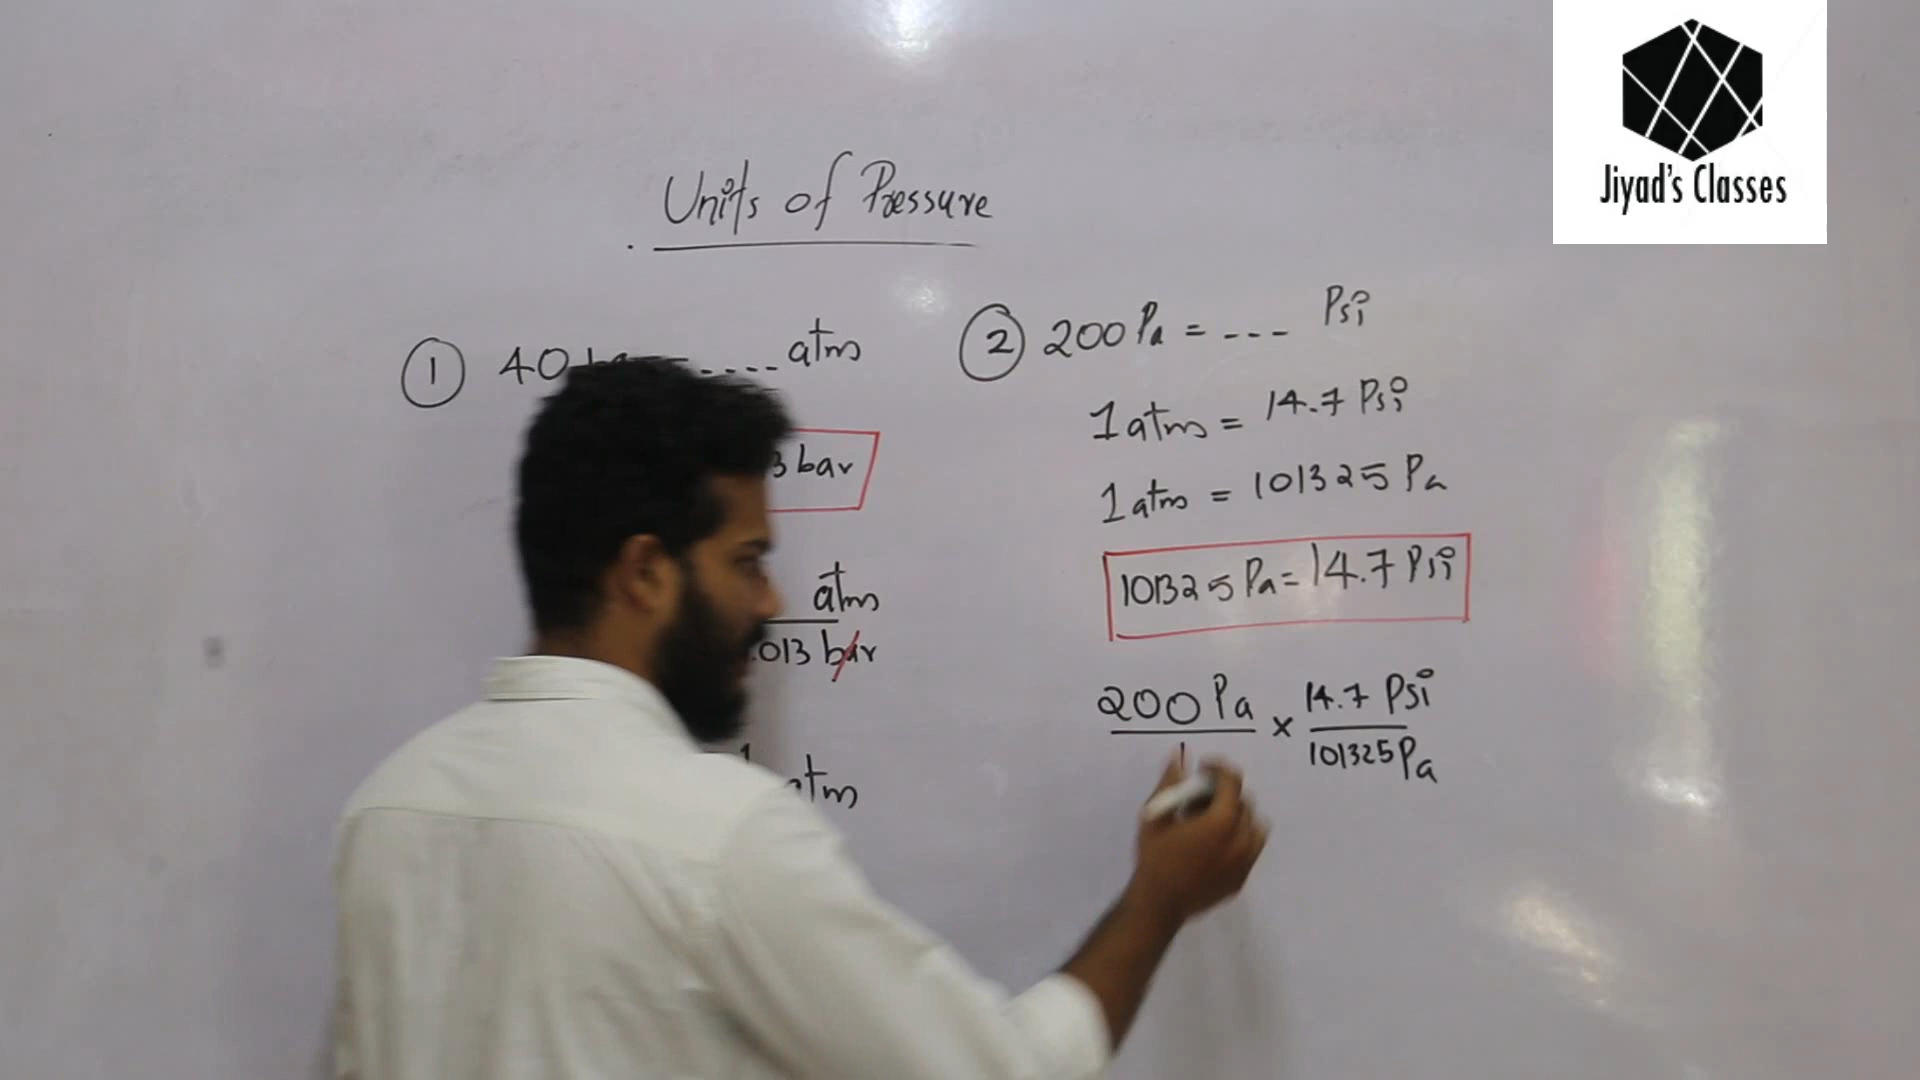 Jiyad's Classes
Units of Pressure
① 40 .... atm
3 bar
atm
.013 bar
atm
② 200 Pa = --- Psi
1 atm = 14.7 Psi
1 atm = 101325 Pa
101325 Pa = 14.7 Psi
200 Pa × 14.7 Psi
1 101325 Pa